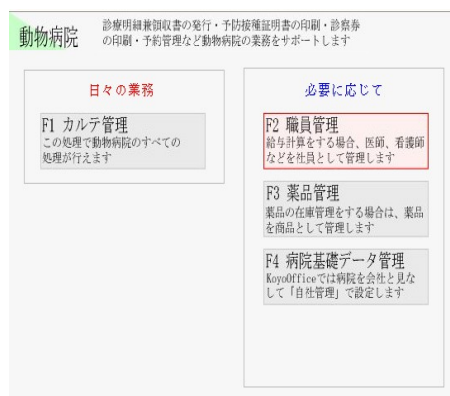 動物病院
診療明細兼領収書の発行・予防接種証明書の印刷・診察券
の印刷・予約管理など動物病院の業務をサポートします
日々の業務
F1 カルテ管理
この処理で動物病院のすべての
処理が行えます
必要に応じて
F2 職員管理
給与計算をする場合、医師、看護師
などを社員として管理します
F3 薬品管理
薬品の在庫管理をする場合は、薬品
を商品として管理します
F4 病院基礎データ管理
KoyoOfficeでは病院を会社と見な
して「自社管理」で設定します